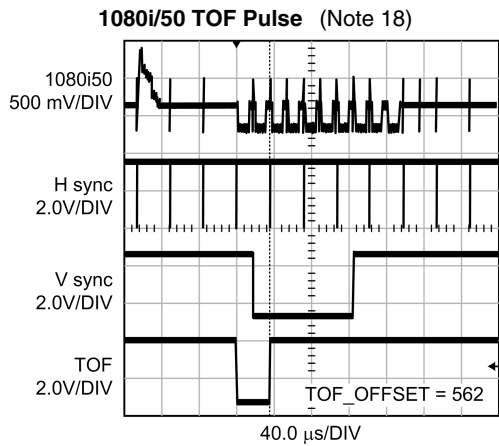 1080i/50 TOF Pulse (Note 18)
1080i50
500 mV/DIV
H sync
2.0V/DIV
V sync
2.0V/DIV
TOF
2.0V/DIV
TOF_OFFSET = 562
40.0 μs/DIV